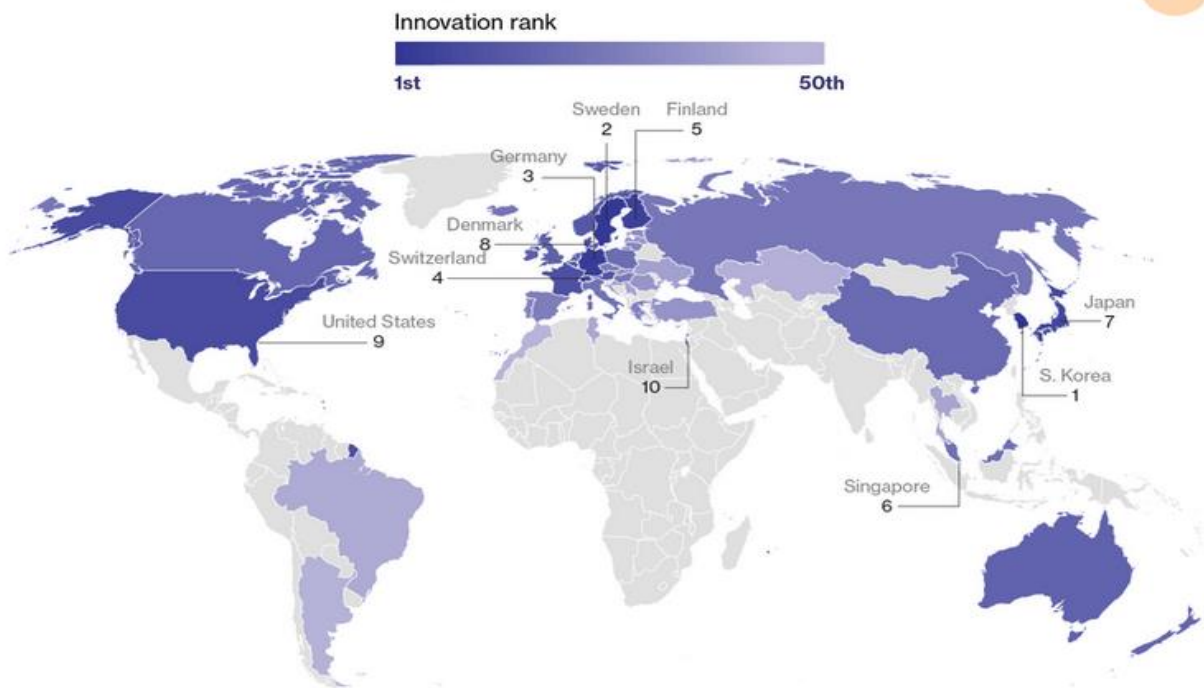 Innovation rank
1st
50th
Sweden
2
Finland
5
Germany
3
Denmark
8
Switzerland
4
United States
9
Israel
10
Japan
7
S. Korea
1
Singapore
6